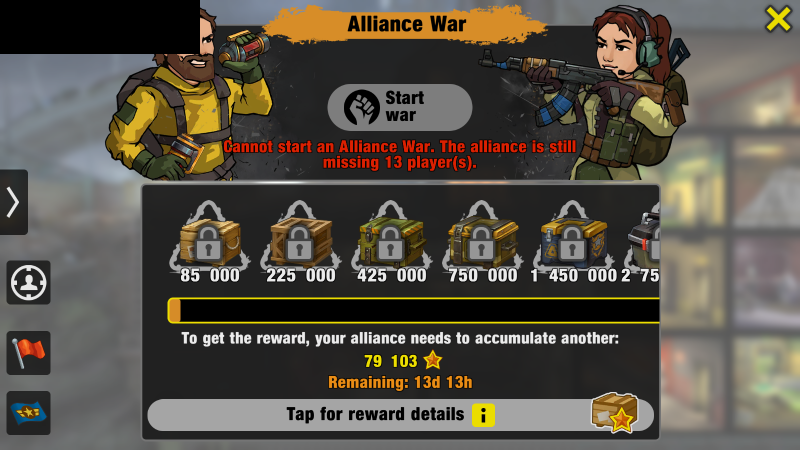 Alliance War
Start
war
Cannot start an Alliance War. The alliance is still
missing 13 player(s).
85 000 225 000 425 000 750 000 1 450 000 2 75
To get the reward, your alliance needs to accumulate another:
79 103
Remaining: 13d 13h
Tap for reward details i